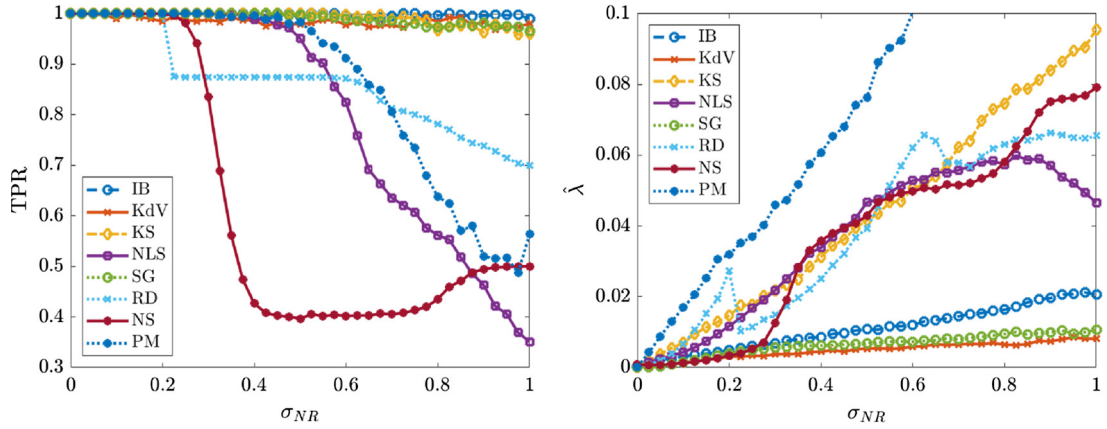 1
0.9
0.8
0.7
0.6
0.5
0.4
0.3
TPR
IB
KdV
KS
NLS
SG
RD
NS
PM
0 0.2 0.4 0.6 0.8 1
σNR
0.1
0.08
0.06
0.04
0.02
0
λ̂
IB
KdV
KS
NLS
SG
RD
NS
PM
0 0.2 0.4 0.6 0.8 1
σNR